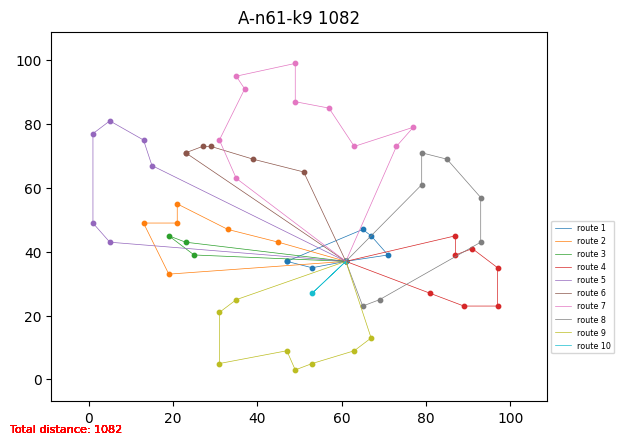 A-n61-k9 1082
100
80
60
40
20
0
0 20 40 60 80 100
route 1
route 2
route 3
route 4
route 5
route 6
route 7
route 8
route 9
route 10
Total distance: 1082